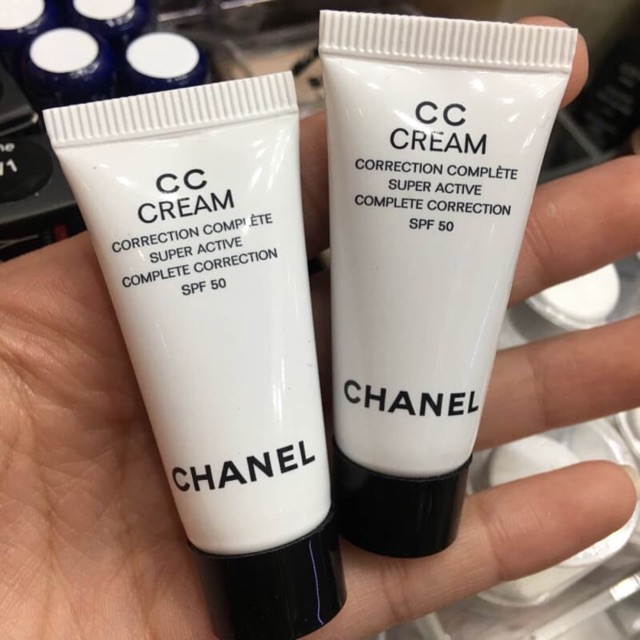 CC
CREAM
CORRECTION COMPLÈTE
SUPER ACTIVE
COMPLETE CORRECTION
SPF 50
CHANEL
CC
CREAM
CORRECTION COMPLÈTE
SUPER ACTIVE
COMPLETE CORRECTION
SPF 50
CHANEL